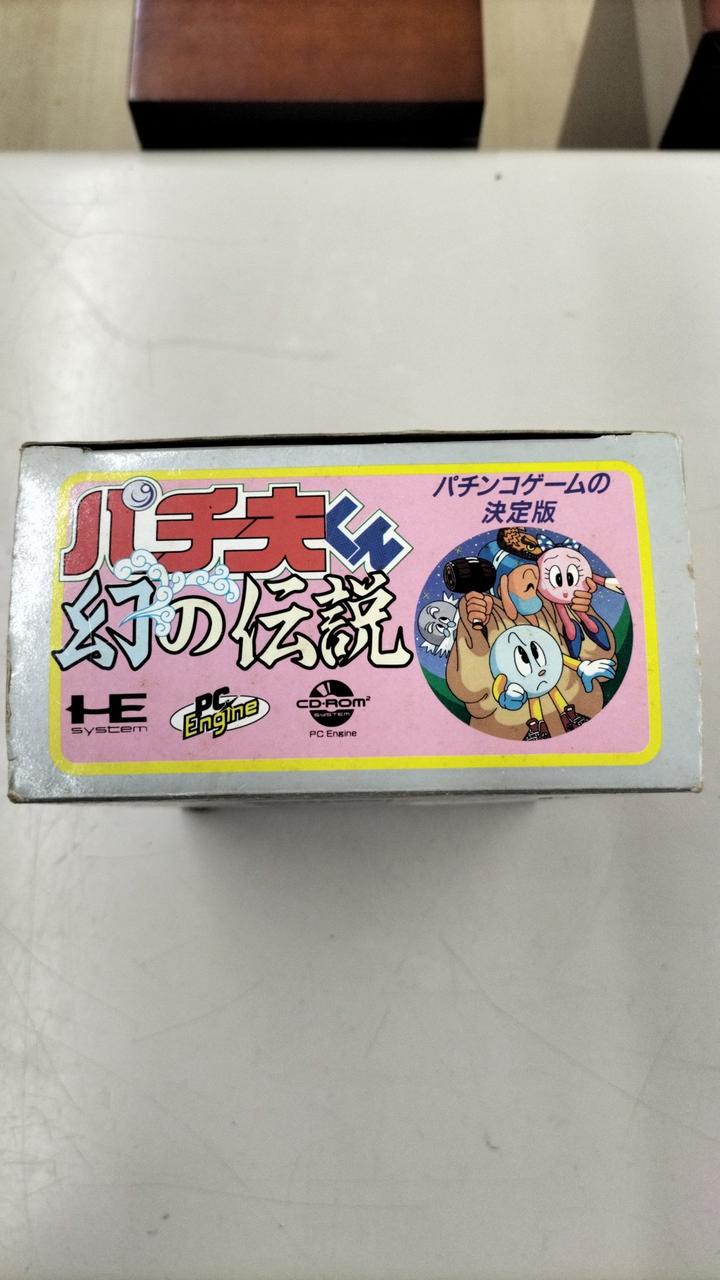 パチ夫くん
幻の伝説
パチンコゲームの
決定版
HE
system
PC
Engine
CD-ROM²
SYSTEM
PC Engine